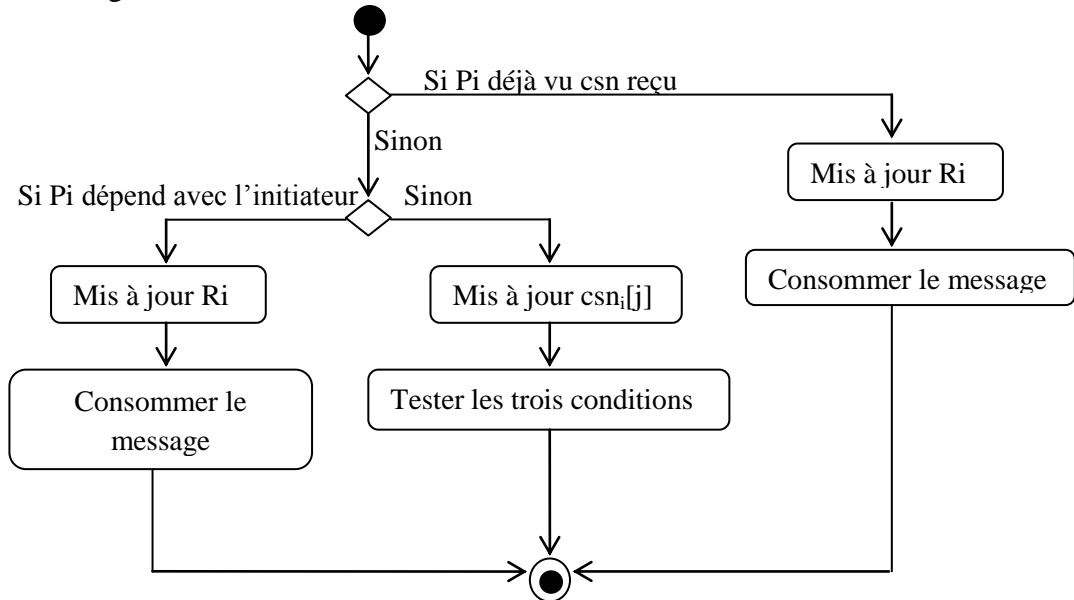 Si Pi déjà vu csn reçu
Sinon
Mis à jour Ri
Si Pi dépend avec l’initiateur
Sinon
Mis à jour Ri
Mis à jour csnᵢ[j]
Consommer le message
Consommer le
message
Tester les trois conditions